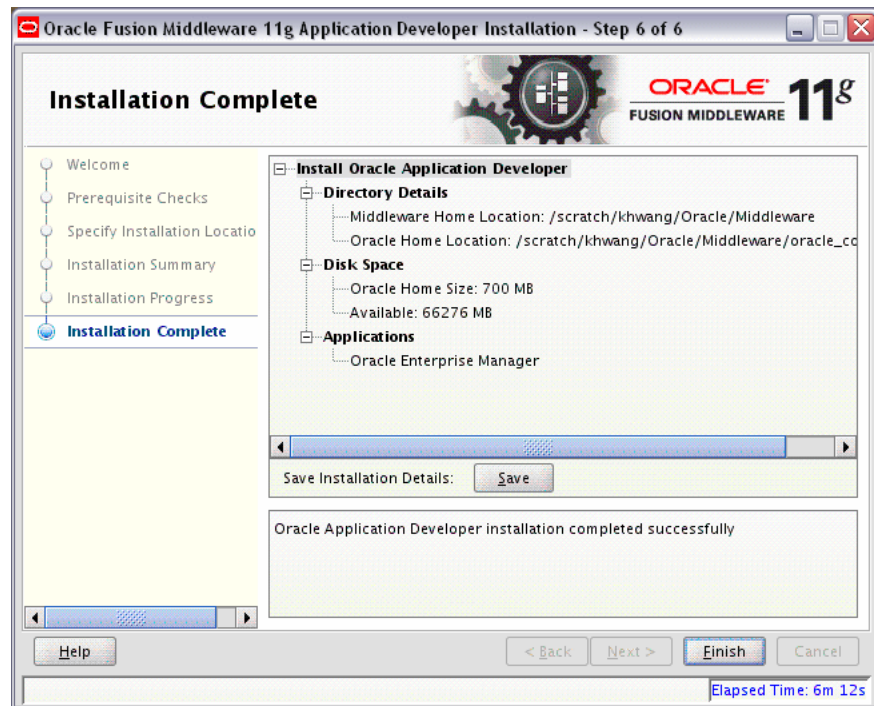 Oracle Fusion Middleware 11g Application Developer Installation - Step 6 of 6
Installation Complete
ORACLE
FUSION MIDDLEWARE
11g
Welcome
Prerequisite Checks
Specify Installation Locatio
Installation Summary
Installation Progress
Installation Complete
Install Oracle Application Developer
Directory Details
Middleware Home Location: /scratch/khwang/Oracle/Middleware
Oracle Home Location: /scratch/khwang/Oracle/Middleware/oracle_co
Disk Space
Oracle Home Size: 700 MB
Available: 66276 MB
Applications
Oracle Enterprise Manager
Save Installation Details: Save
Oracle Application Developer installation completed successfully
Help < Back Next > Finish Cancel
Elapsed Time: 6m 12s